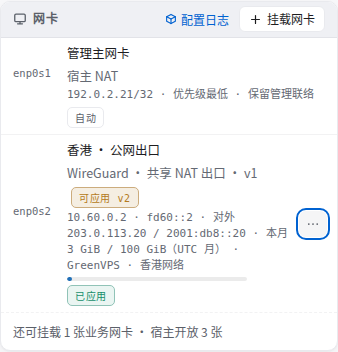 网卡
配置日志
+ 挂载网卡
enp0s1
管理主网卡
宿主 NAT
192.0.2.21/32 · 优先级最低 · 保留管理联络
自动
enp0s2
香港 · 公网出口
WireGuard · 共享 NAT 出口 · v1
可应用 v2
10.60.0.2 · fd60::2 · 对外
203.0.113.20 / 2001:db8::20 · 本月
3 GiB / 100 GiB（UTC 月） ·
GreenVPS · 香港网络
...
已应用
还可挂载 1 张业务网卡 · 宿主开放 3 张